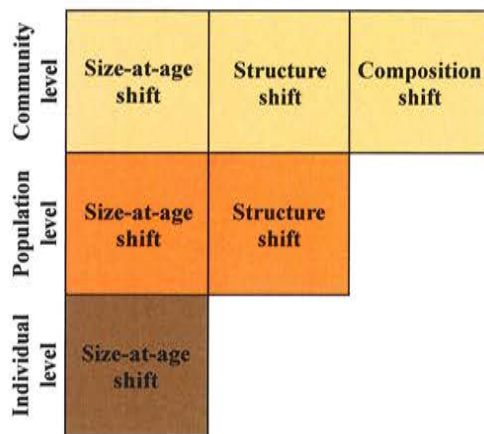 Community
level
Size-at-age
shift
Structure
shift
Composition
shift
Population
level
Size-at-age
shift
Structure
shift
Individual
level
Size-at-age
shift